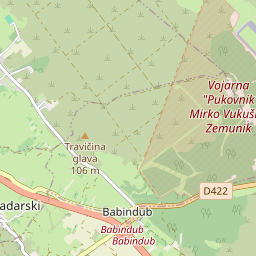 Vojarna
"Pukovnik
Mirko Vukuši
Zemunik
Travičina
glava
106 m
D422
adarski
Babindub
Babindub
Babindub